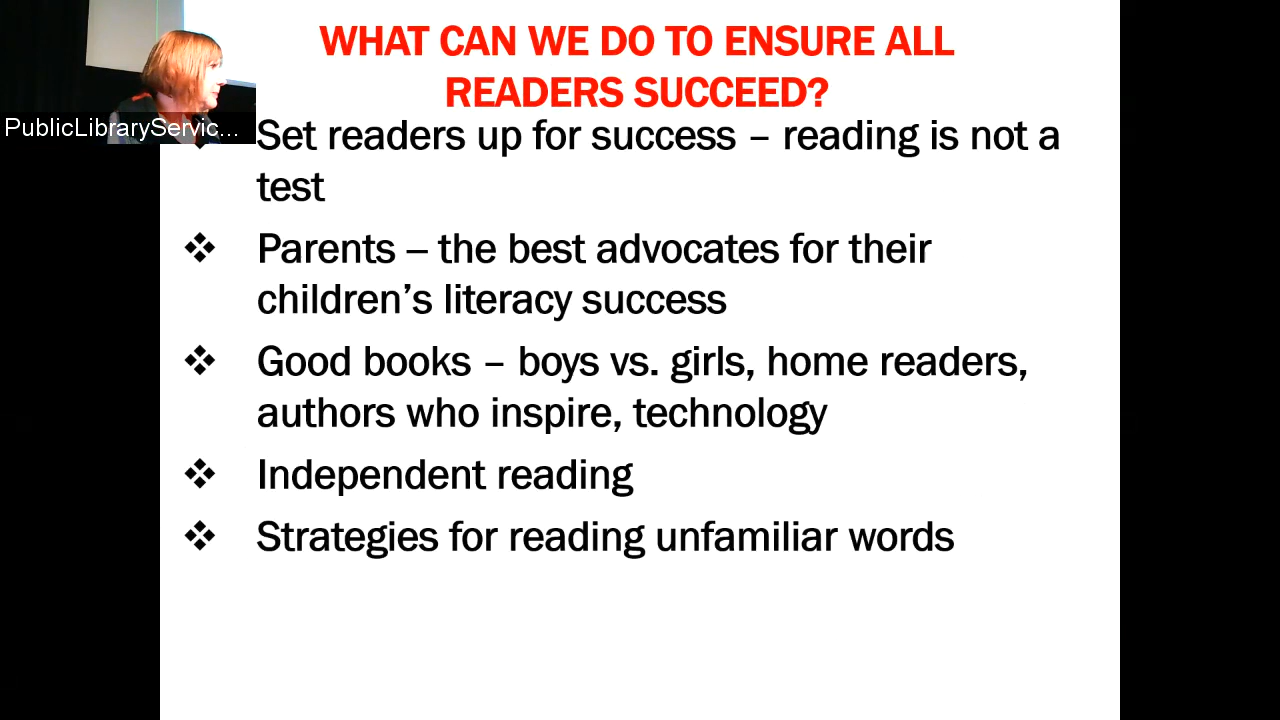 WHAT CAN WE DO TO ENSURE ALL
READERS SUCCEED?
PublicLibraryServic...
Set readers up for success – reading is not a
test
❖ Parents – the best advocates for their
children’s literacy success
❖ Good books – boys vs. girls, home readers,
authors who inspire, technology
❖ Independent reading
❖ Strategies for reading unfamiliar words